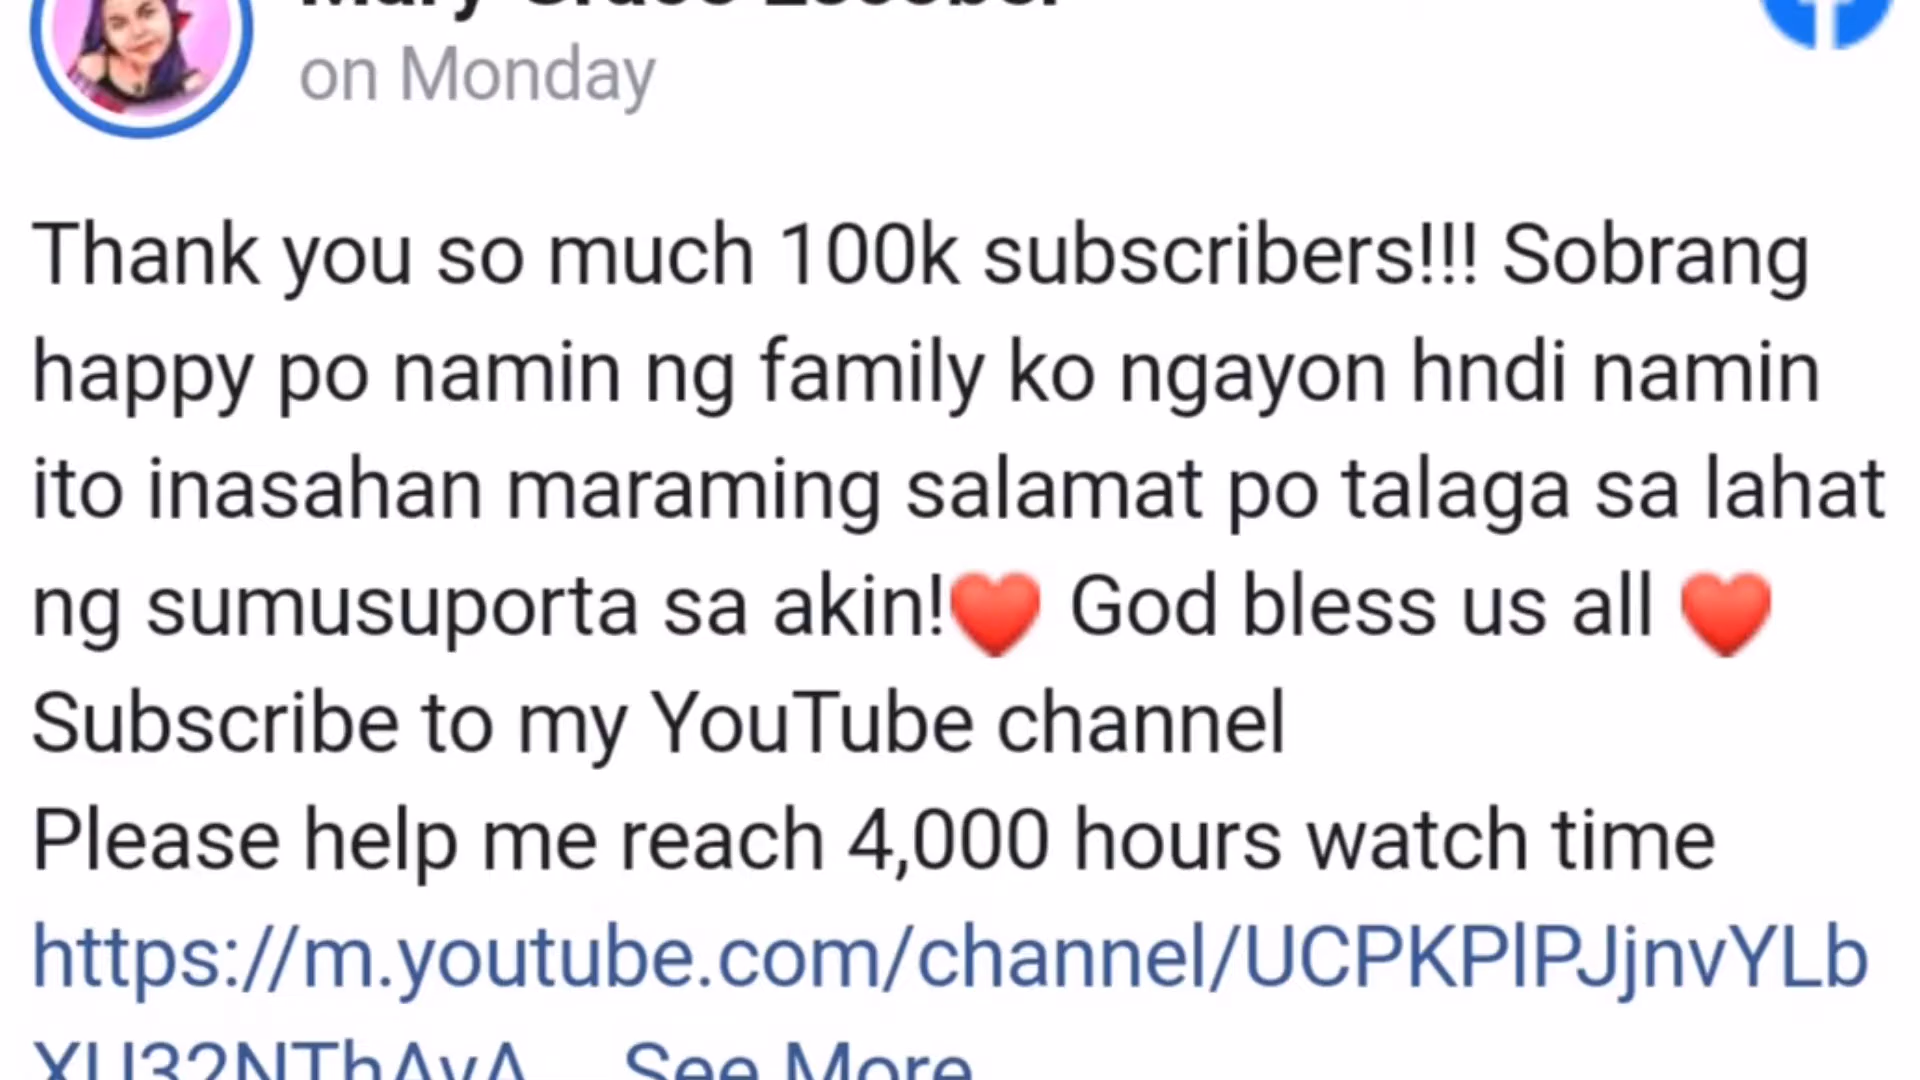 on Monday
Thank you so much 100k subscribers!!! Sobrang
happy po namin ng family ko ngayon hndi namin
ito inasahan maraming salamat po talaga sa lahat
ng sumusuporta sa akin!❤️ God bless us all ❤️
Subscribe to my YouTube channel
Please help me reach 4,000 hours watch time
https://m.youtube.com/channel/UCPKPlPJjnvYLb
See More